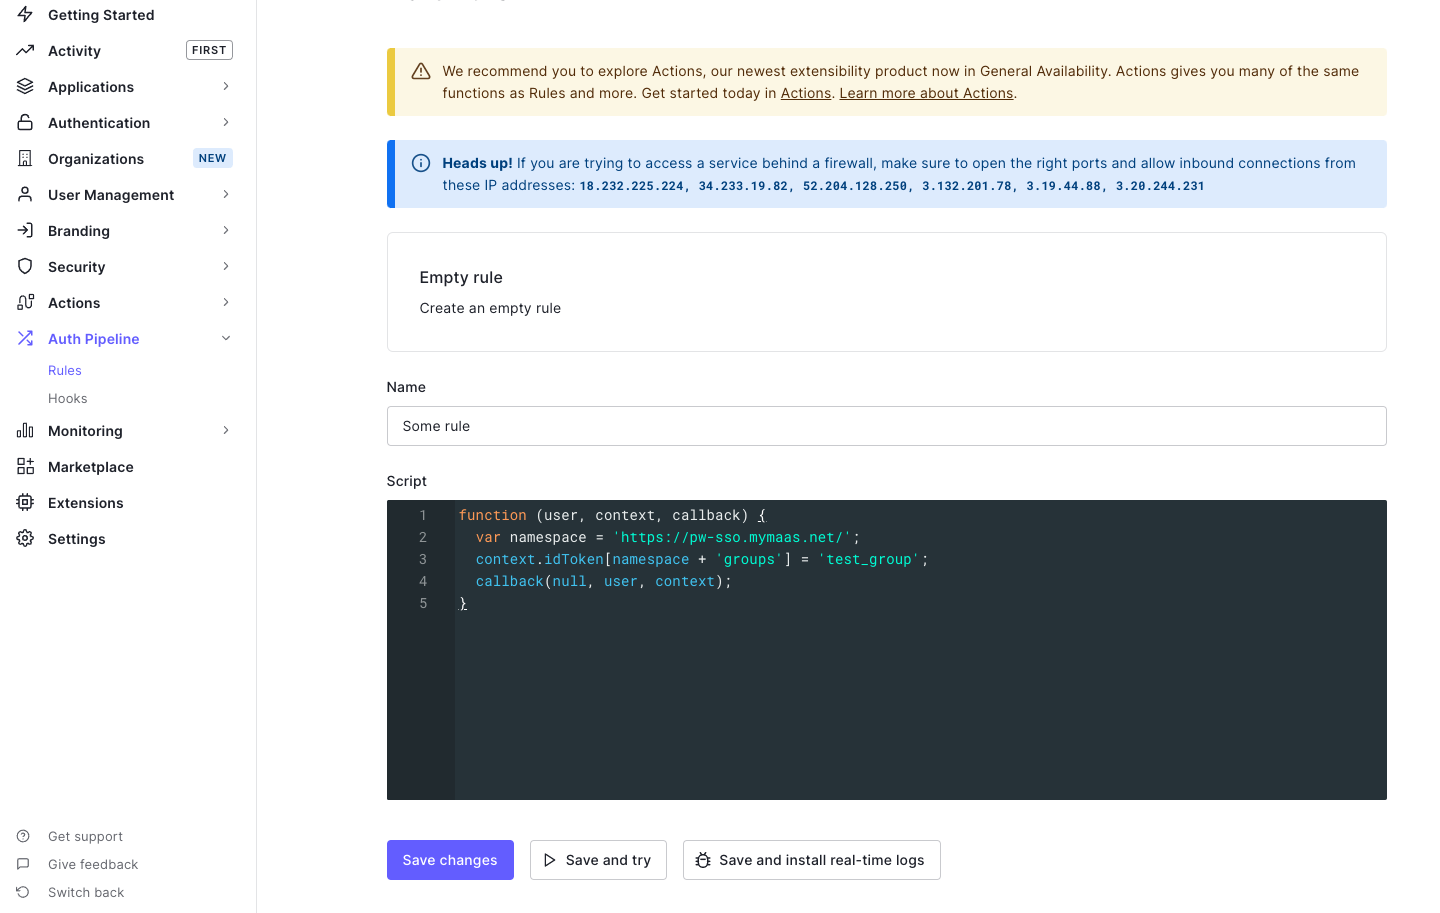 Getting Started
Activity FIRST
Applications
Authentication
Organizations NEW
User Management
Branding
Security
Actions
Auth Pipeline
Rules
Hooks
Monitoring
Marketplace
Extensions
Settings
Get support
Give feedback
Switch back
We recommend you to explore Actions, our newest extensibility product now in General Availability. Actions gives you many of the same
functions as Rules and more. Get started today in Actions. Learn more about Actions.
Heads up! If you are trying to access a service behind a firewall, make sure to open the right ports and allow inbound connections from
these IP addresses: 18.232.225.224, 34.233.19.82, 52.204.128.250, 3.132.201.78, 3.19.44.88, 3.20.244.231
Empty rule
Create an empty rule
Name
Some rule
Script
1 function (user, context, callback) {
2 var namespace = 'https://pw-sso.mymaas.net/';
3 context.idToken[namespace + 'groups'] = 'test_group';
4 callback(null, user, context);
5 }
Save changes
Save and try
Save and install real-time logs